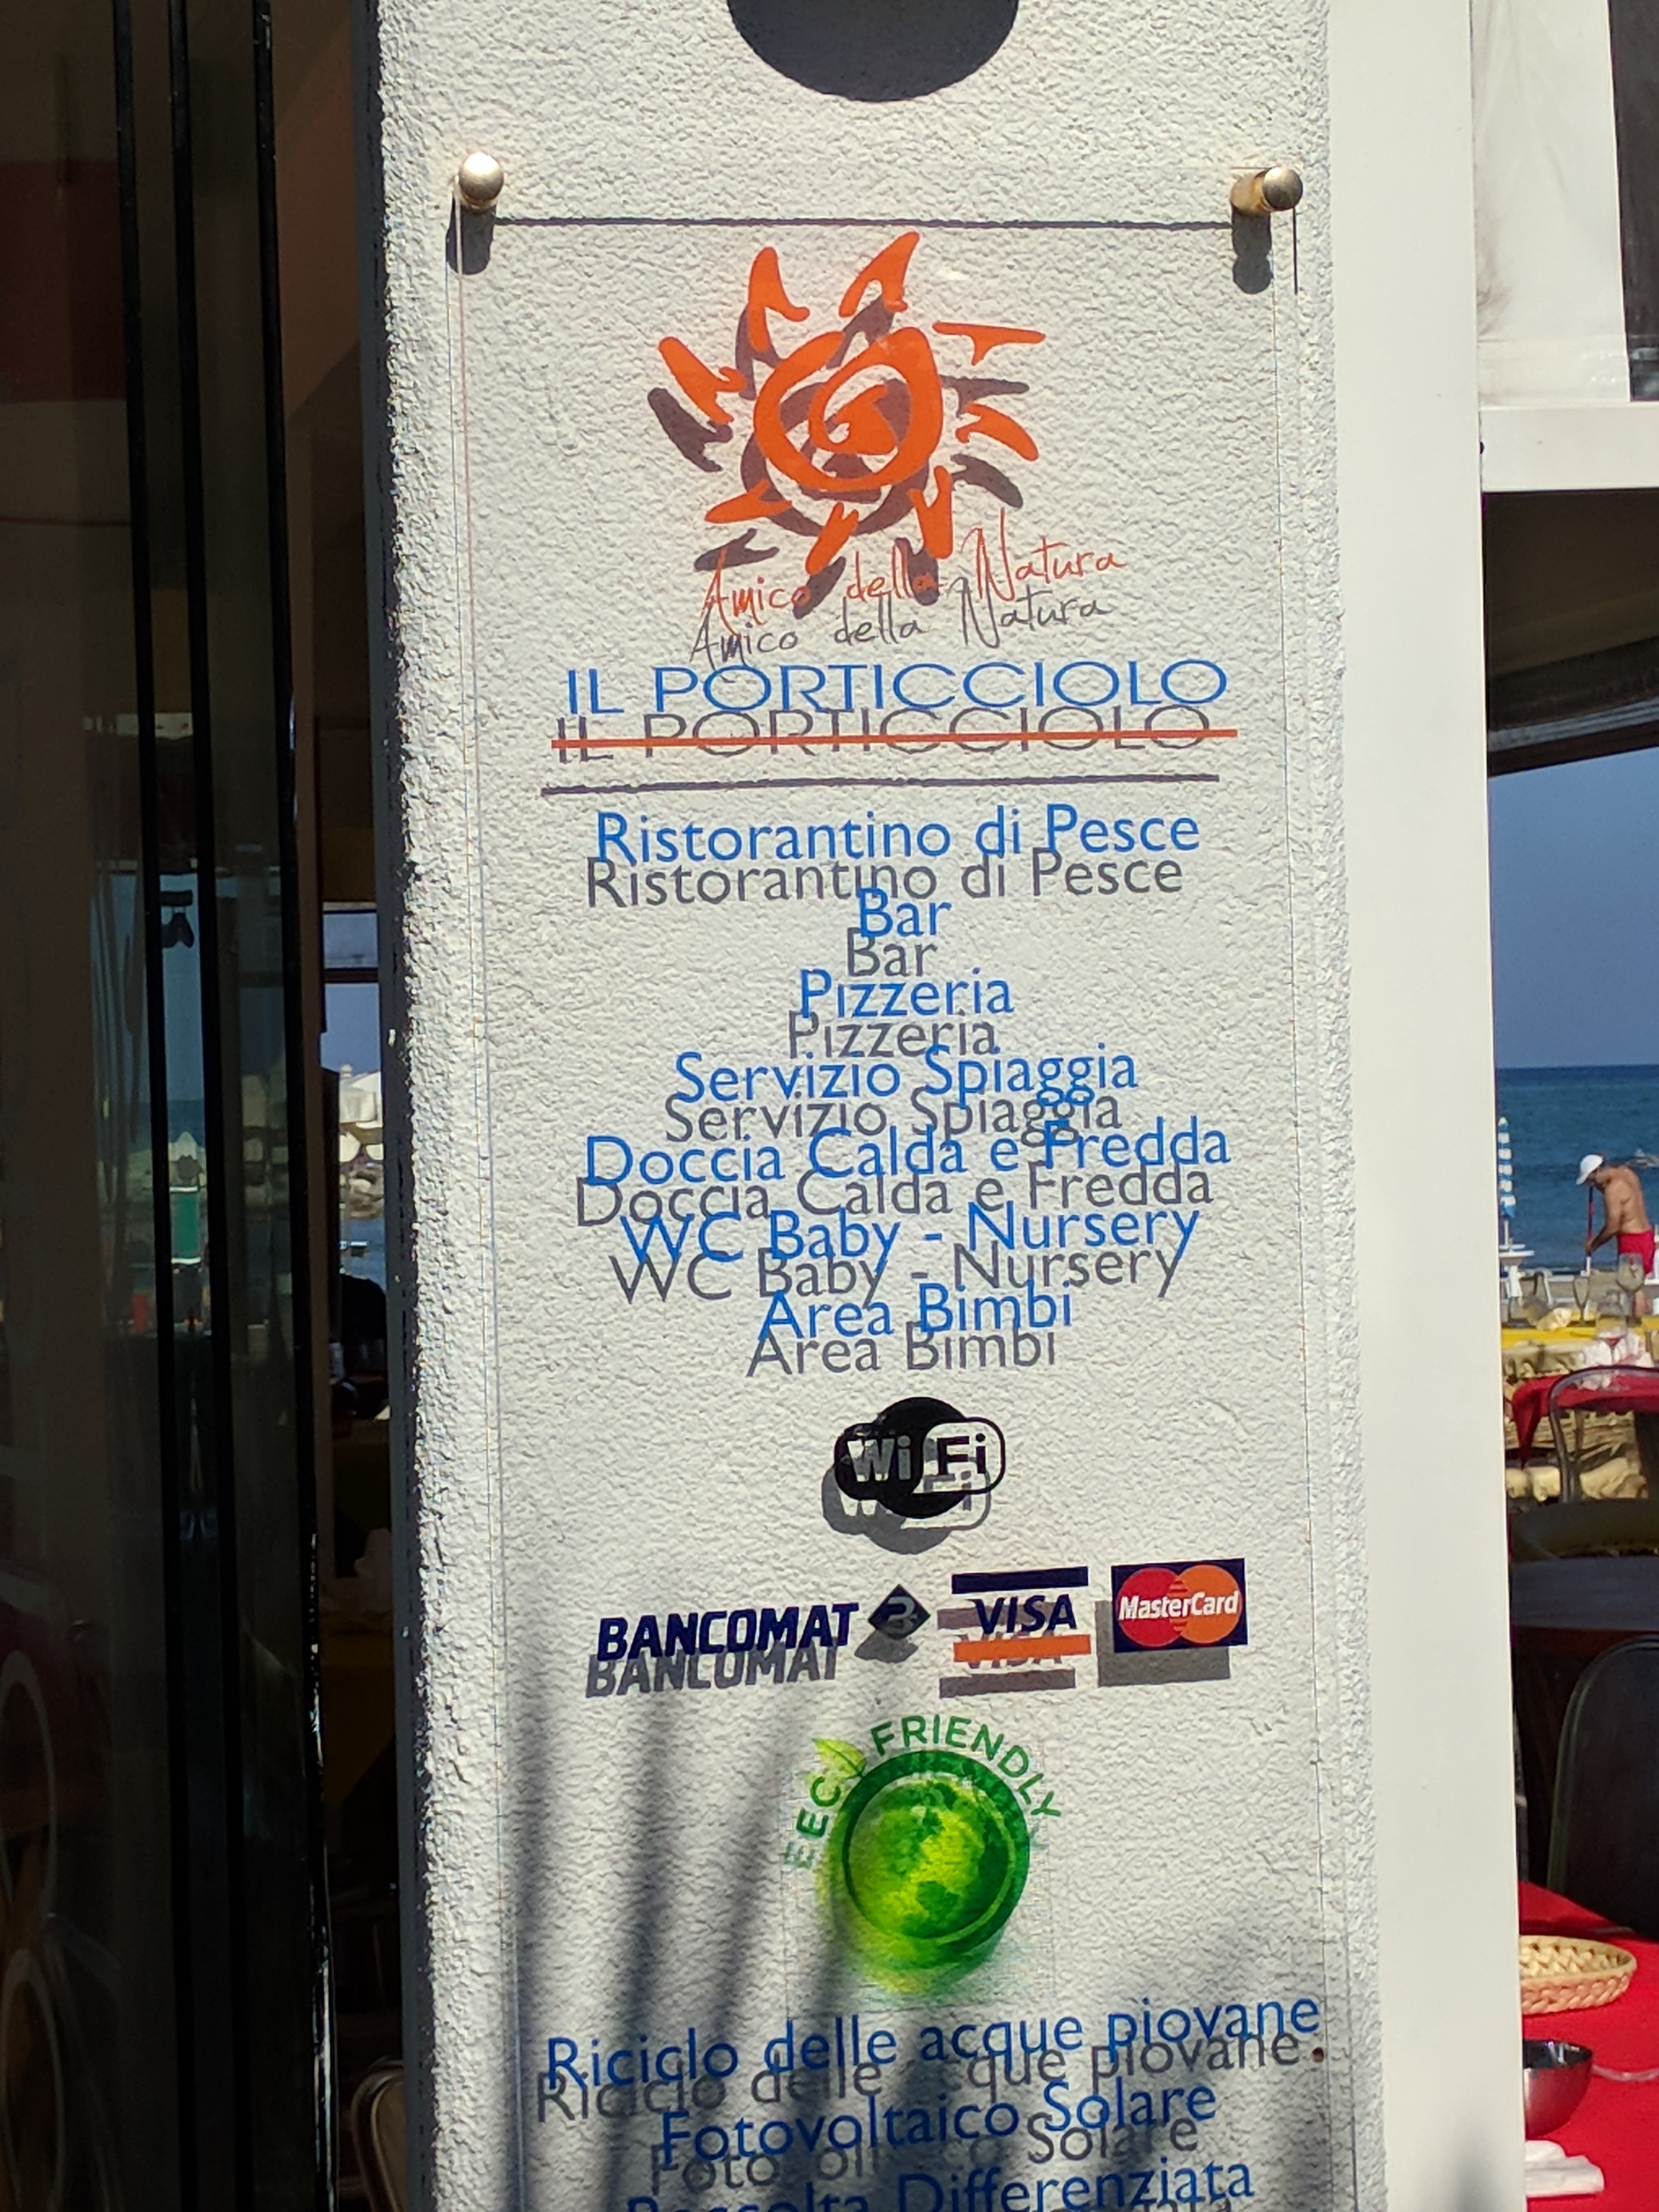 Amico della Natura
IL PORTICCIOLO
Ristorantino di Pesce
Bar
Pizzeria
Servizio Spiaggia
Doccia Calda e Fredda
WC Baby - Nursery
Area Bimbi
Wi Fi
BANCOMAT VISA MasterCard
ECO FRIENDLY
Riciclo delle acque piovane
Fotovoltaico Solare
Raccolta Differenziata